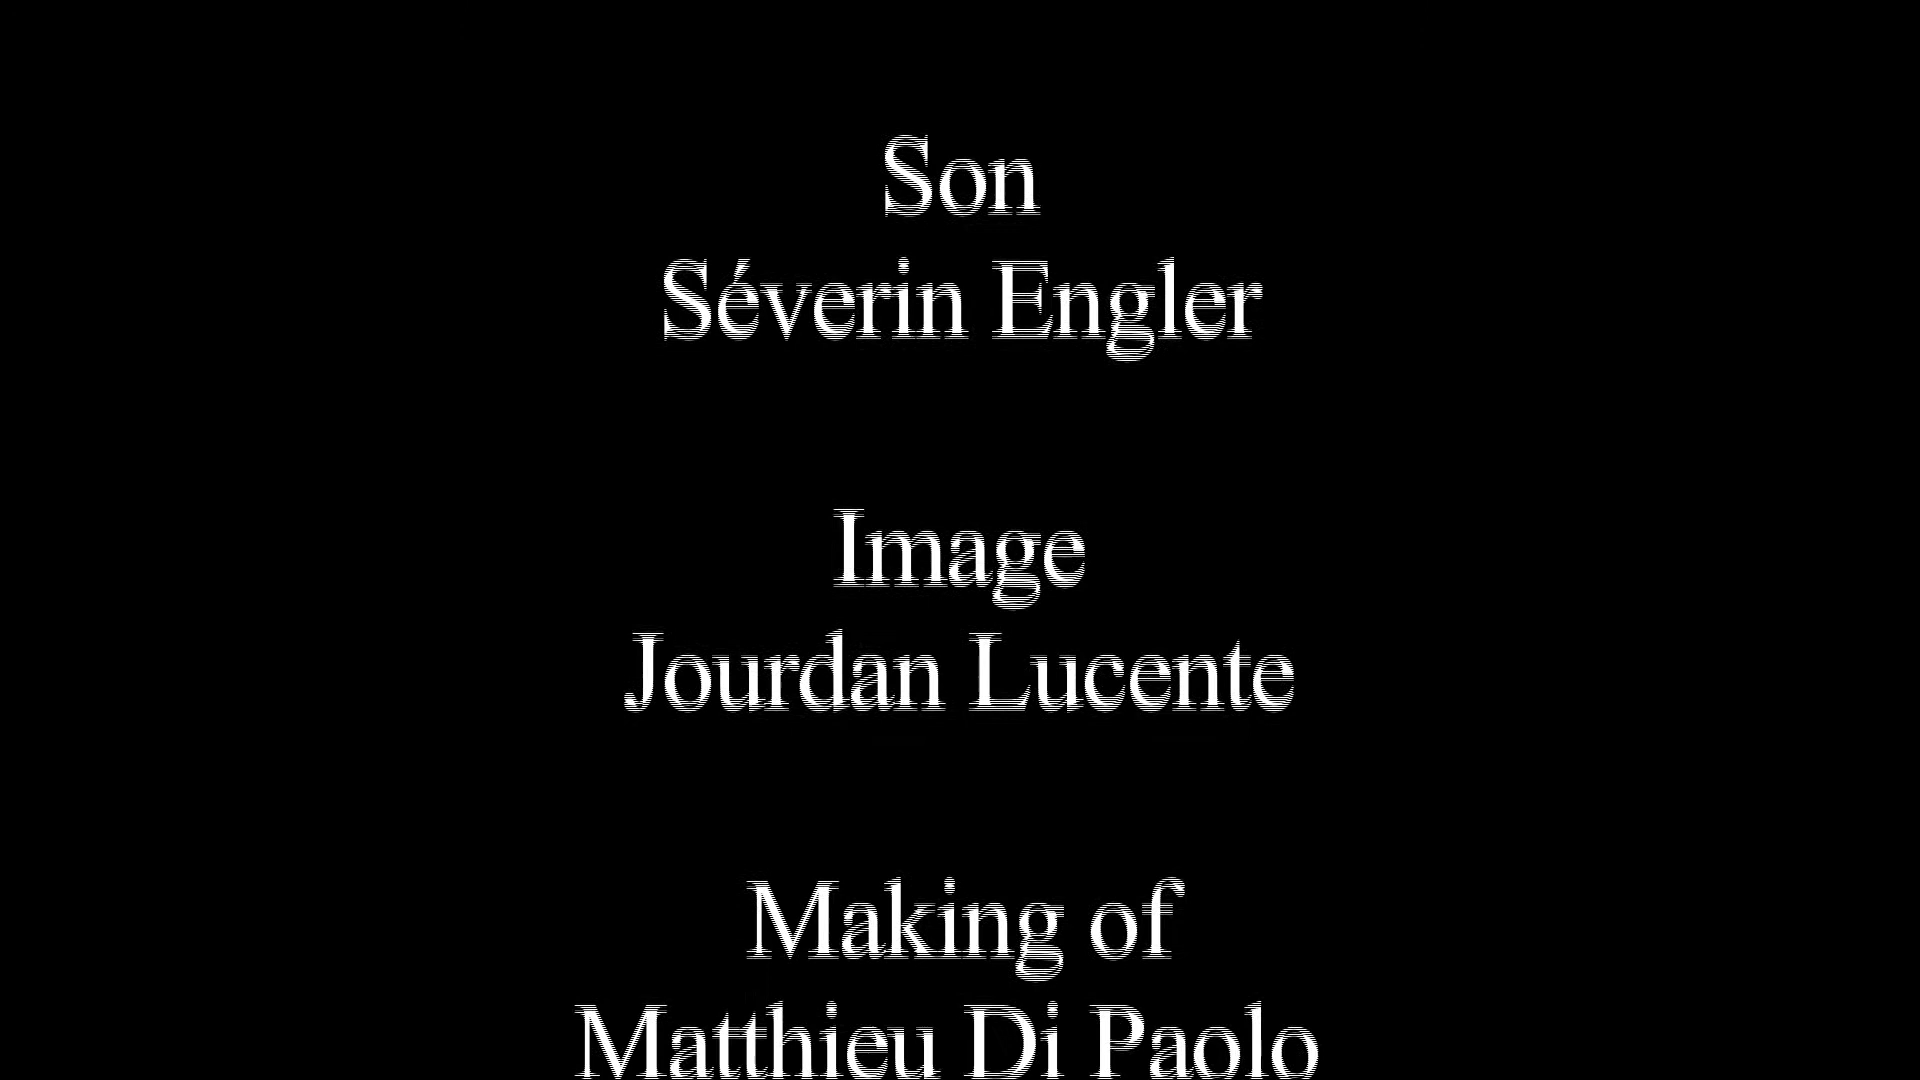 Son
Séverin Engler
Image
Jourdan Lucente
Making of
Matthieu Di Paolo